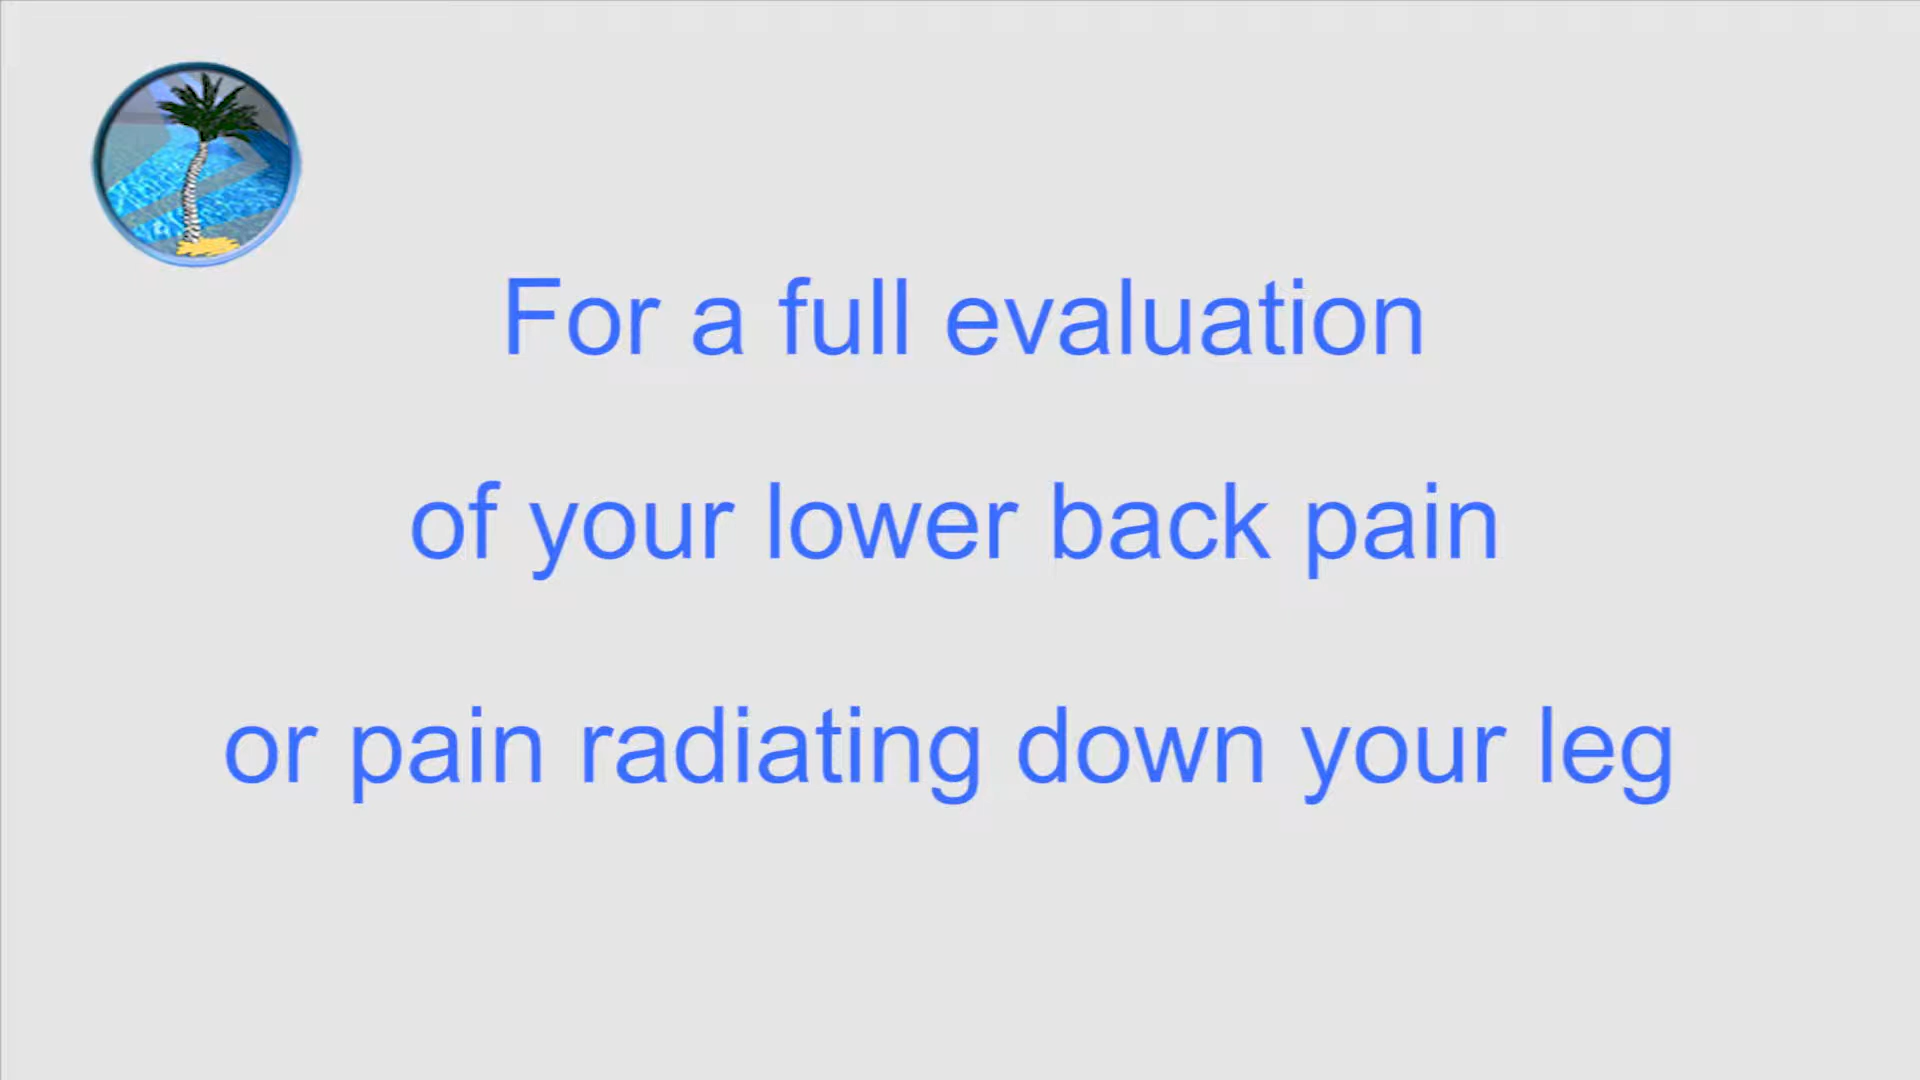 For a full evaluation
of your lower back pain
or pain radiating down your leg